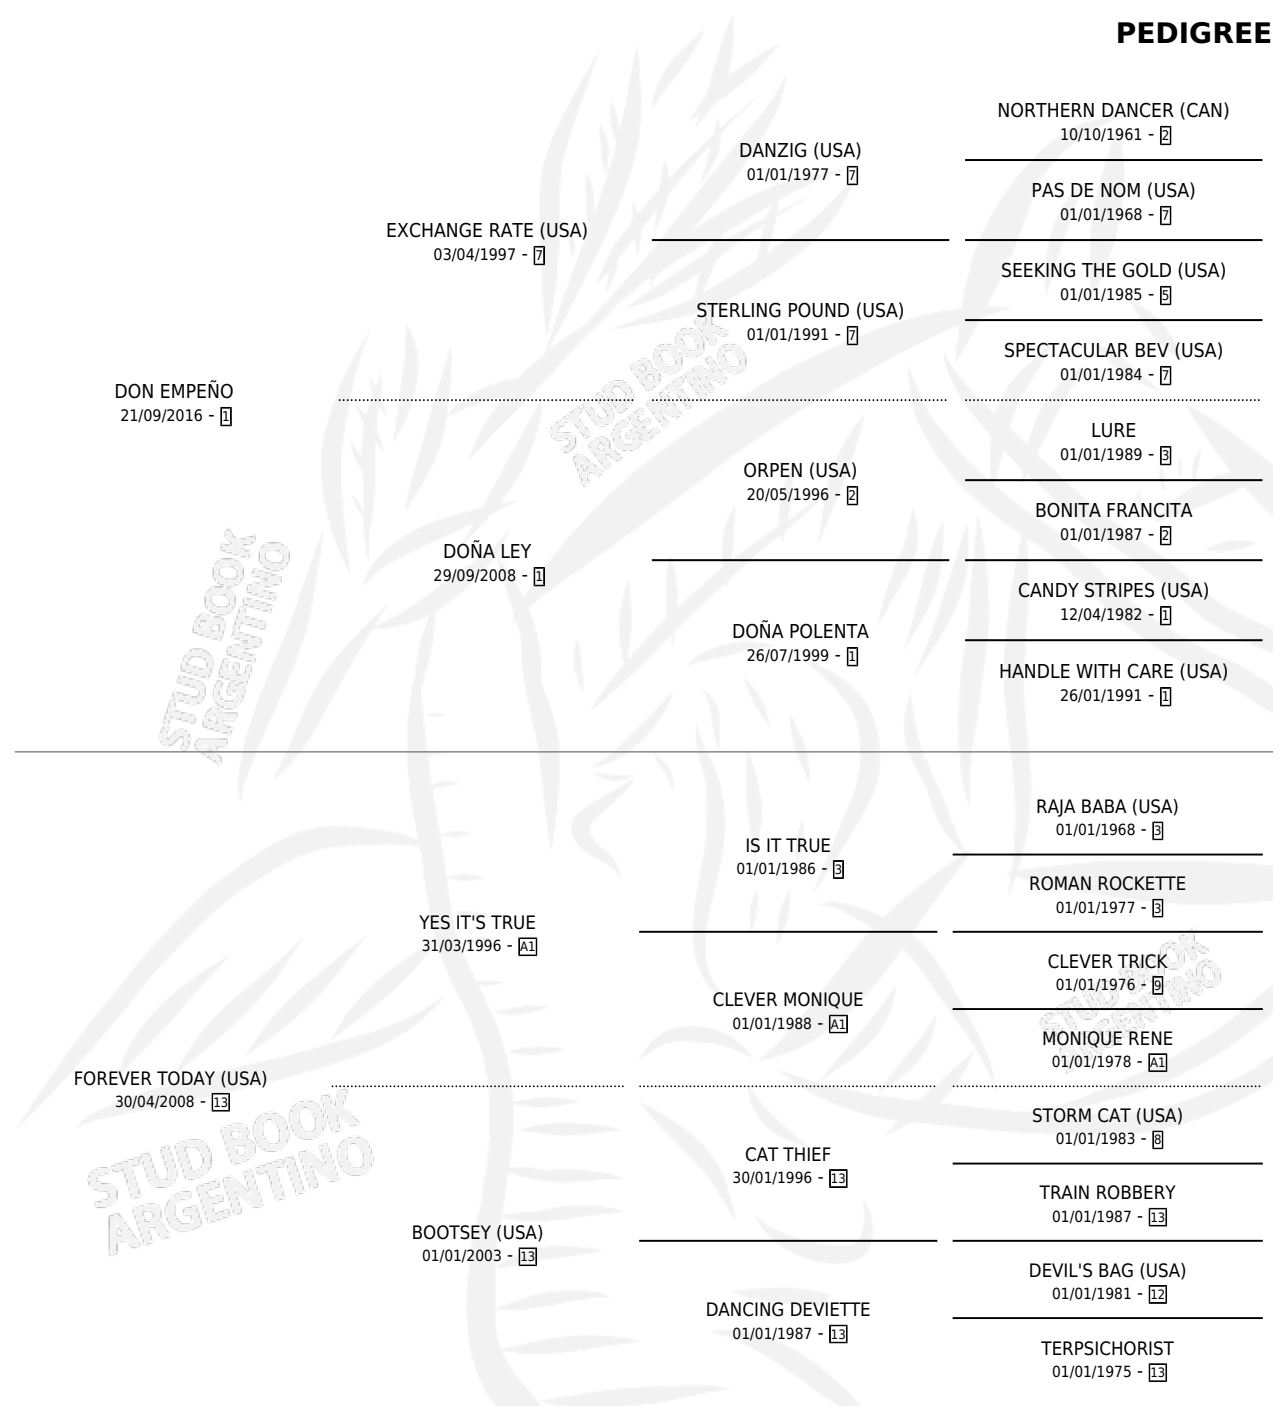 PEDIGREE
NORTHERN DANCER (CAN)
10/10/1961 - 2
DANZIG (USA)
01/01/1977 - 7
PAS DE NOM (USA)
01/01/1968 - 7
EXCHANGE RATE (USA)
03/04/1997 - 7
SEEKING THE GOLD (USA)
01/01/1985 - 5
STERLING POUND (USA)
01/01/1991 - 7
SPECTACULAR BEV (USA)
01/01/1984 - 7
DON EMPEÑO
21/09/2016 - 1
STUD BOOK
ARGENTINO
LURE
01/01/1989 - 3
ORPEN (USA)
20/05/1996 - 2
BONITA FRANCITA
01/01/1987 - 2
DOÑA LEY
29/09/2008 - 1
CANDY STRIPES (USA)
12/04/1982 - 1
DOÑA POLENTA
26/07/1999 - 1
HANDLE WITH CARE (USA)
26/01/1991 - 1
STUD BOOK
ARGENTINO
RAJA BABA (USA)
01/01/1968 - 3
IS IT TRUE
01/01/1986 - 3
ROMAN ROCKETTE
01/01/1977 - 3
YES IT'S TRUE
31/03/1996 - A1
CLEVER TRICK
01/01/1976 - 9
STUD BOOK
ARGENTINO
CLEVER MONIQUE
01/01/1988 - A1
MONIQUE RENE
01/01/1978 - A1
FOREVER TODAY (USA)
30/04/2008 - 13
STUD BOOK
ARGENTINO
STORM CAT (USA)
01/01/1983 - 8
CAT THIEF
30/01/1996 - 13
TRAIN ROBBERY
01/01/1987 - 13
BOOTSEY (USA)
01/01/2003 - 13
DEVIL'S BAG (USA)
01/01/1981 - 12
DANCING DEVIETTE
01/01/1987 - 13
TERPSICHORIST
01/01/1975 - 13